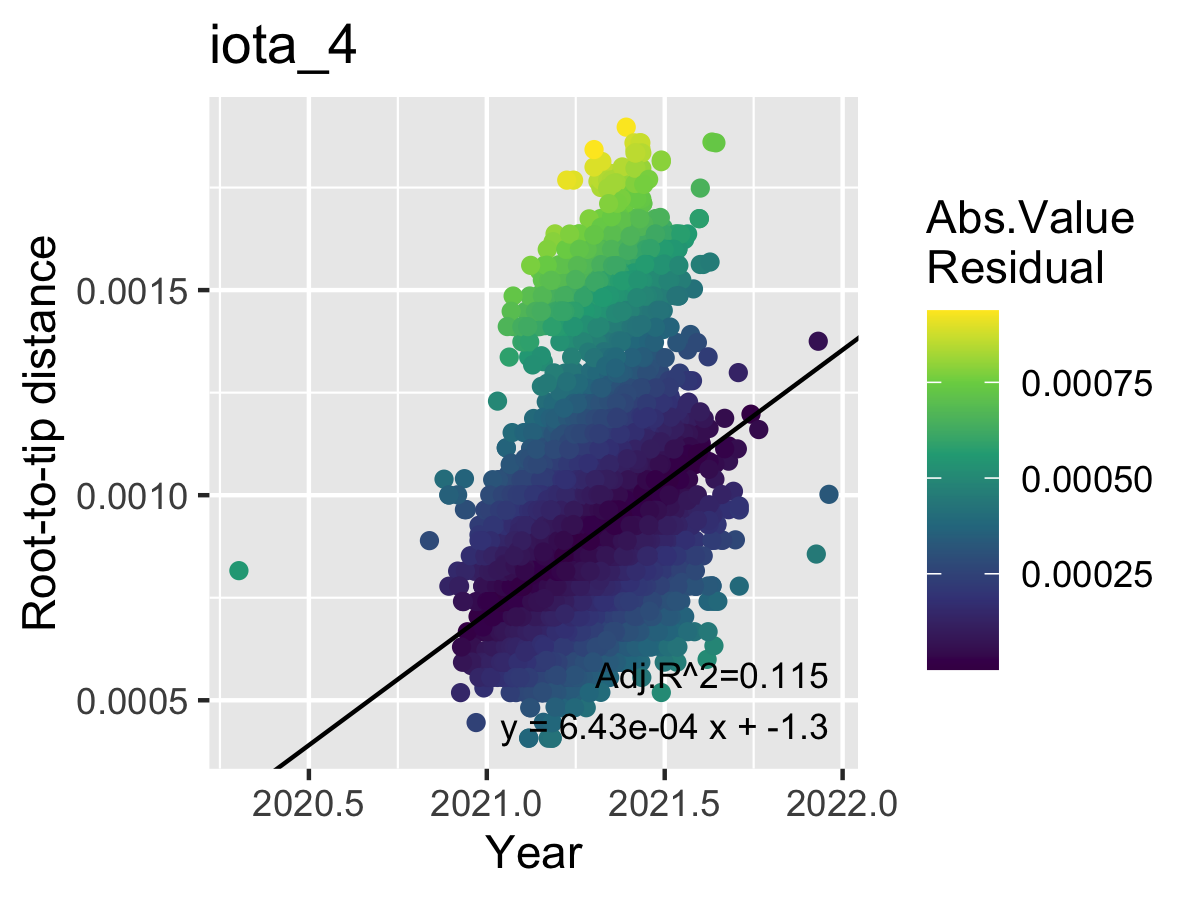 iota_4
Root-to-tip distance
0.0015
0.0010
0.0005
Adj.R^2=0.115
y = 6.43e-04 x + -1.3
2020.5
2021.0
2021.5
2022.0
Year
Abs.Value
Residual
0.00075
0.00050
0.00025